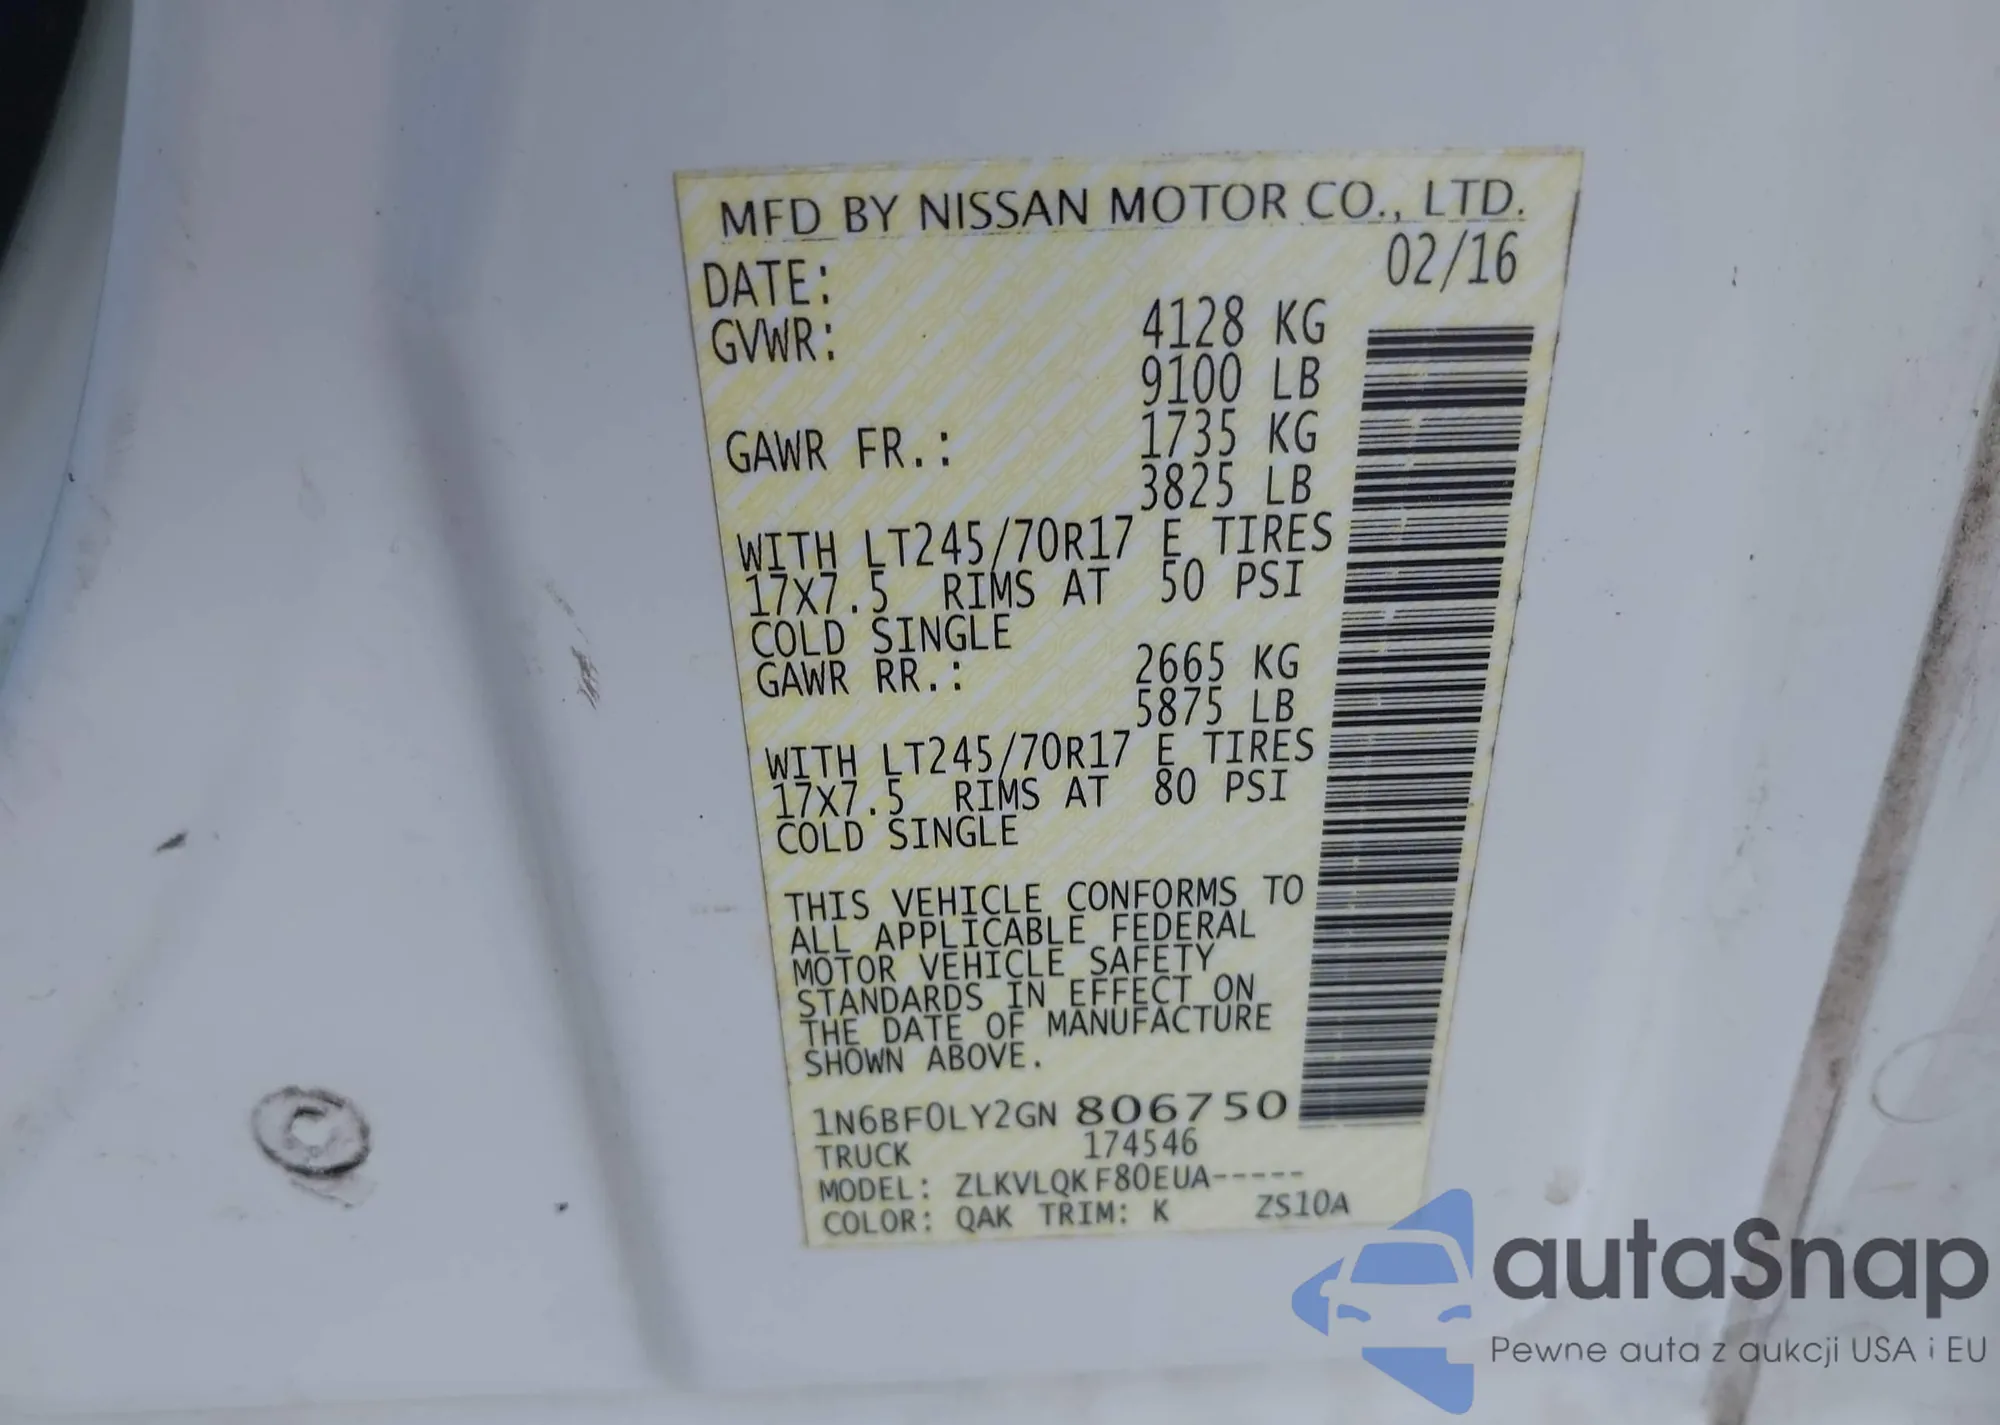 MFD BY NISSAN MOTOR CO., LTD.
DATE: 02/16
GVWR: 4128 KG
9100 LB
GAWR FR.: 1735 KG
3825 LB
WITH LT245/70R17 E TIRES
17X7.5 RIMS AT 50 PSI
COLD SINGLE
GAWR RR.: 2665 KG
5875 LB
WITH LT245/70R17 E TIRES
17X7.5 RIMS AT 80 PSI
COLD SINGLE
THIS VEHICLE CONFORMS TO
ALL APPLICABLE FEDERAL
MOTOR VEHICLE SAFETY
STANDARDS IN EFFECT ON
THE DATE OF MANUFACTURE
SHOWN ABOVE.
1N6BF0LY2GN 806750
TRUCK 174546
MODEL: ZLKVLQKF80EUA-----
COLOR: QAK TRIM: K ZS10A
autaSnap
Pewne auta z aukcji USA i EU